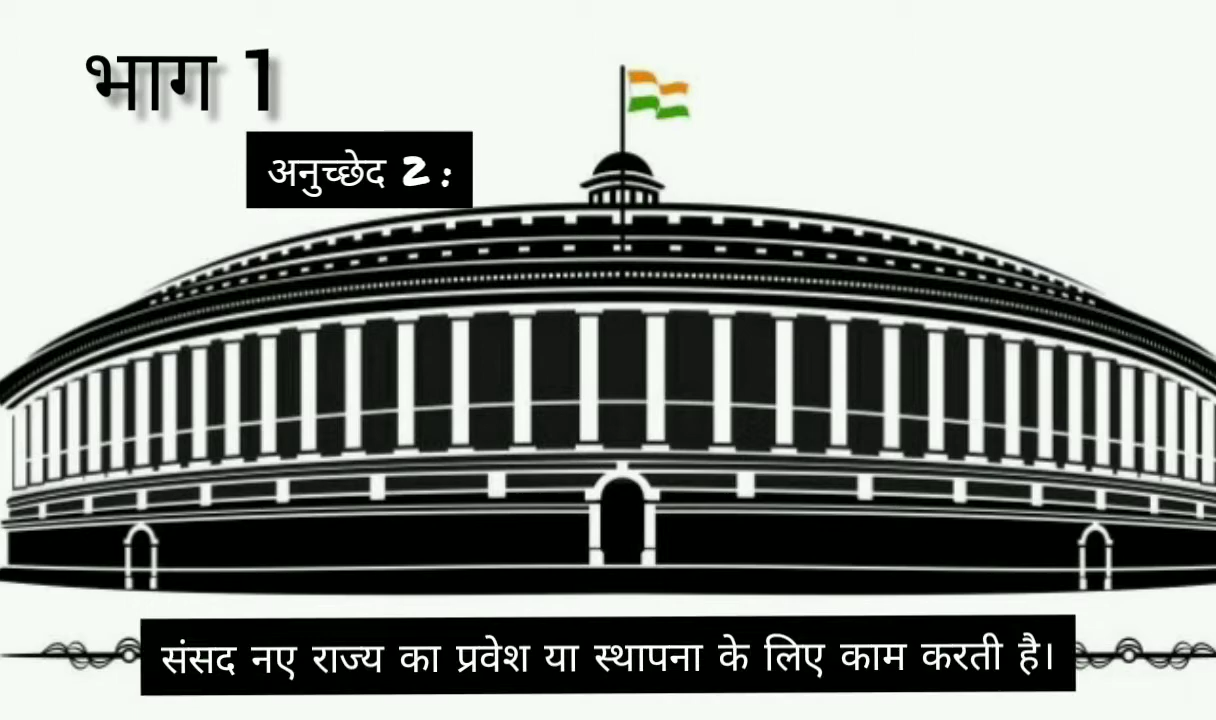 भाग 1
अनुच्छेद 2 :
संसद नए राज्य का प्रवेश या स्थापना के लिए काम करती है।